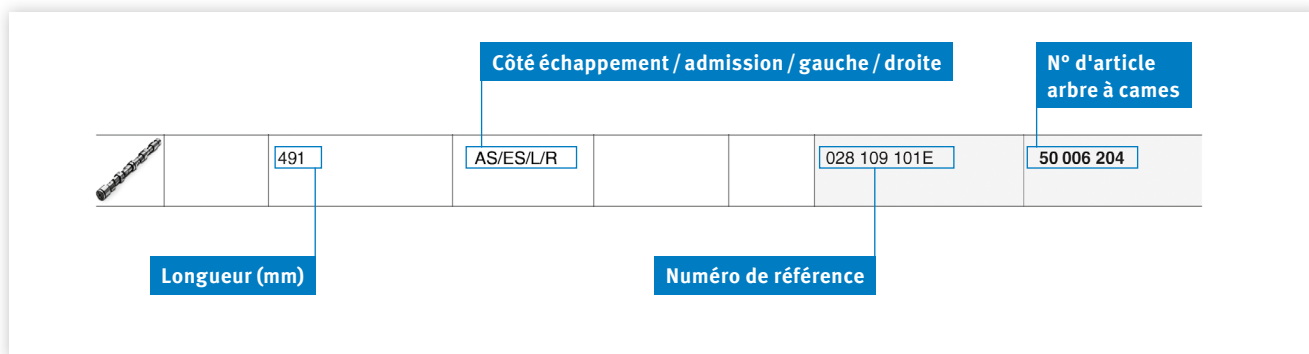 Côté échappement / admission / gauche / droite
N° d'article
arbre à cames
491
AS/ES/L/R
028 109 101E
50 006 204
Longueur (mm)
Numéro de référence